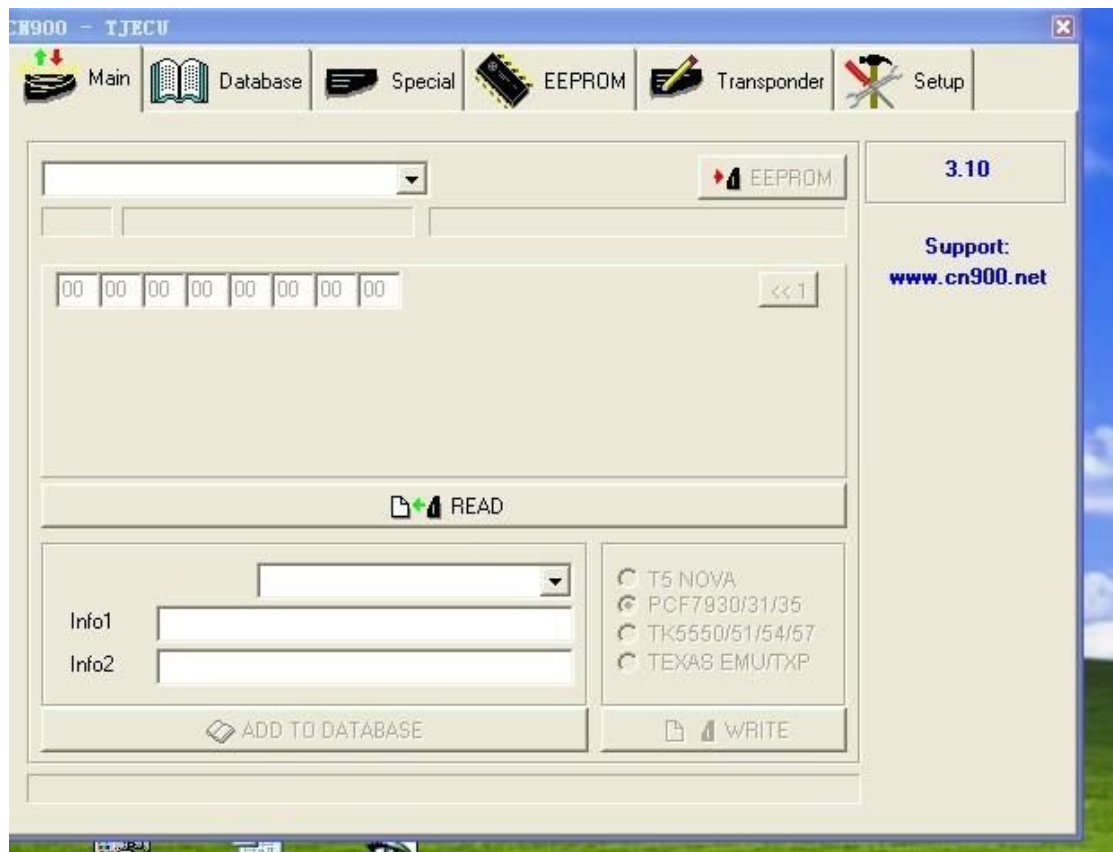 CN900 - TJECU
Main Database Special EEPROM Transponder Setup
EEPROM
3.10
Support:
www.cn900.net
00 00 00 00 00 00 00 00
<< 1
READ
T5 NOVA
PCF7930/31/35
TK5550/51/54/57
TEXAS EMU/TXP
Info1
Info2
ADD TO DATABASE
WRITE